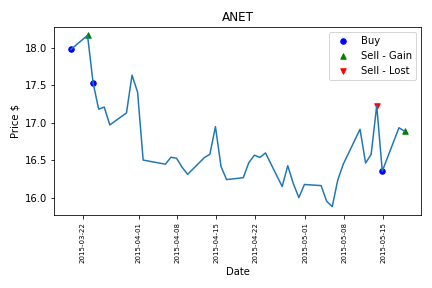 ANET
Buy
Sell - Gain
Sell - Lost
Price $
18.0
17.5
17.0
16.5
16.0
2015-03-22
2015-04-01
2015-04-08
2015-04-15
2015-04-22
2015-05-01
2015-05-08
2015-05-15
Date